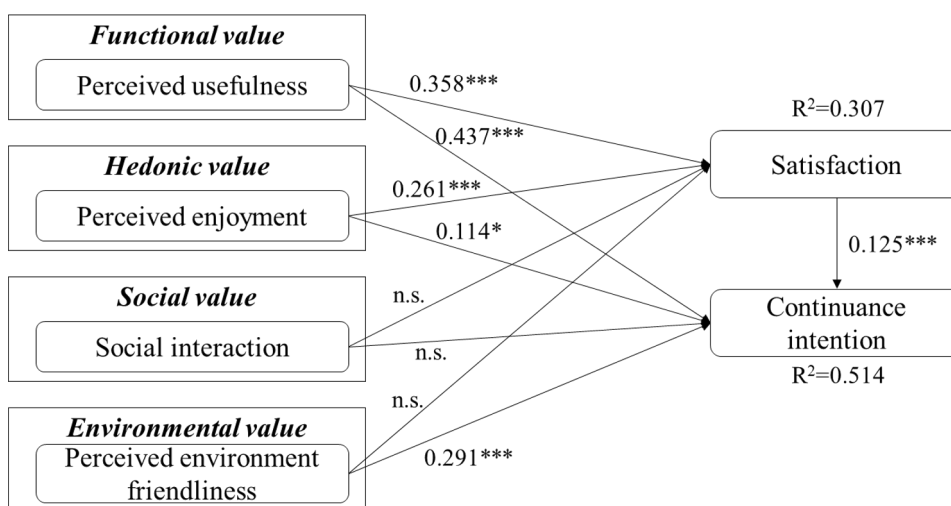 Functional value
Perceived usefulness
Hedonic value
Perceived enjoyment
Social value
Social interaction
Environmental value
Perceived environment
friendliness
0.358***
0.437***
0.261***
0.114*
n.s.
n.s.
n.s.
0.291***
R²=0.307
Satisfaction
0.125***
Continuance
intention
R²=0.514